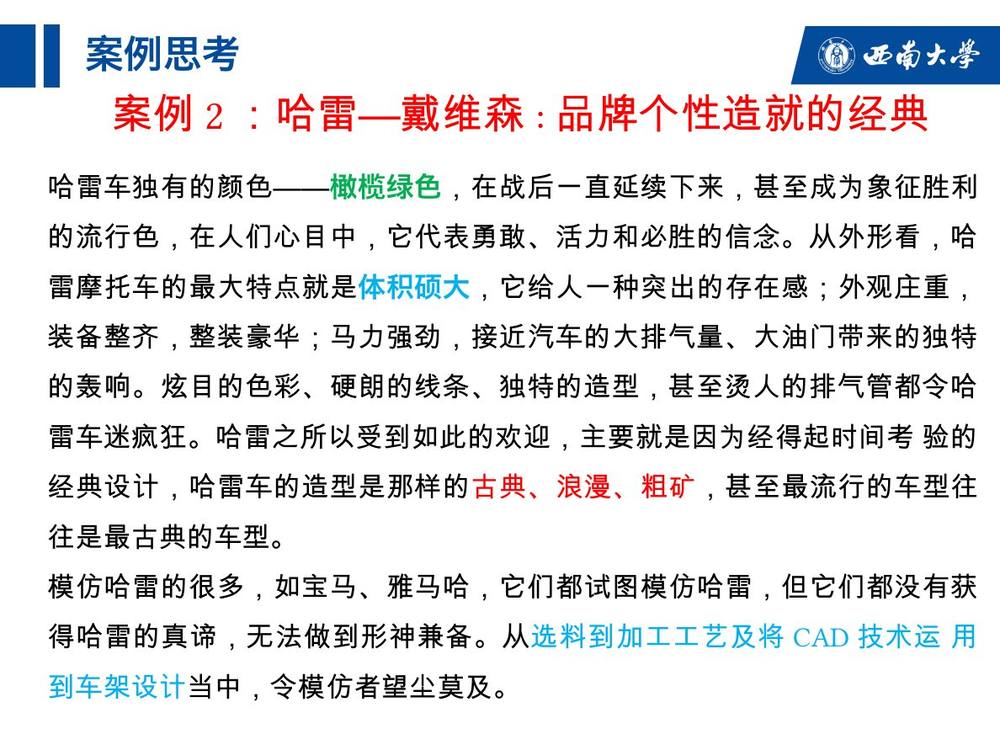 案例思考
西南大学
案例 2 ：哈雷—戴维森 : 品牌个性造就的经典
哈雷车独有的颜色——橄榄绿色，在战后一直延续下来，甚至成为象征胜利
的流行色，在人们心目中，它代表勇敢、活力和必胜的信念。从外形看，哈
雷摩托车的最大特点就是体积硕大，它给人一种突出的存在感；外观庄重，
装备整齐，整装豪华；马力强劲，接近汽车的大排气量、大油门带来的独特
的轰响。炫目的色彩、硬朗的线条、独特的造型，甚至烫人的排气管都令哈
雷车迷疯狂。哈雷之所以受到如此的欢迎，主要就是因为经得起时间考 验的
经典设计，哈雷车的造型是那样的古典、浪漫、粗矿，甚至最流行的车型往
往是最古典的车型。
模仿哈雷的很多，如宝马、雅马哈，它们都试图模仿哈雷，但它们都没有获
得哈雷的真谛，无法做到形神兼备。从选料到加工工艺及将 CAD 技术运 用
到车架设计当中，令模仿者望尘莫及。